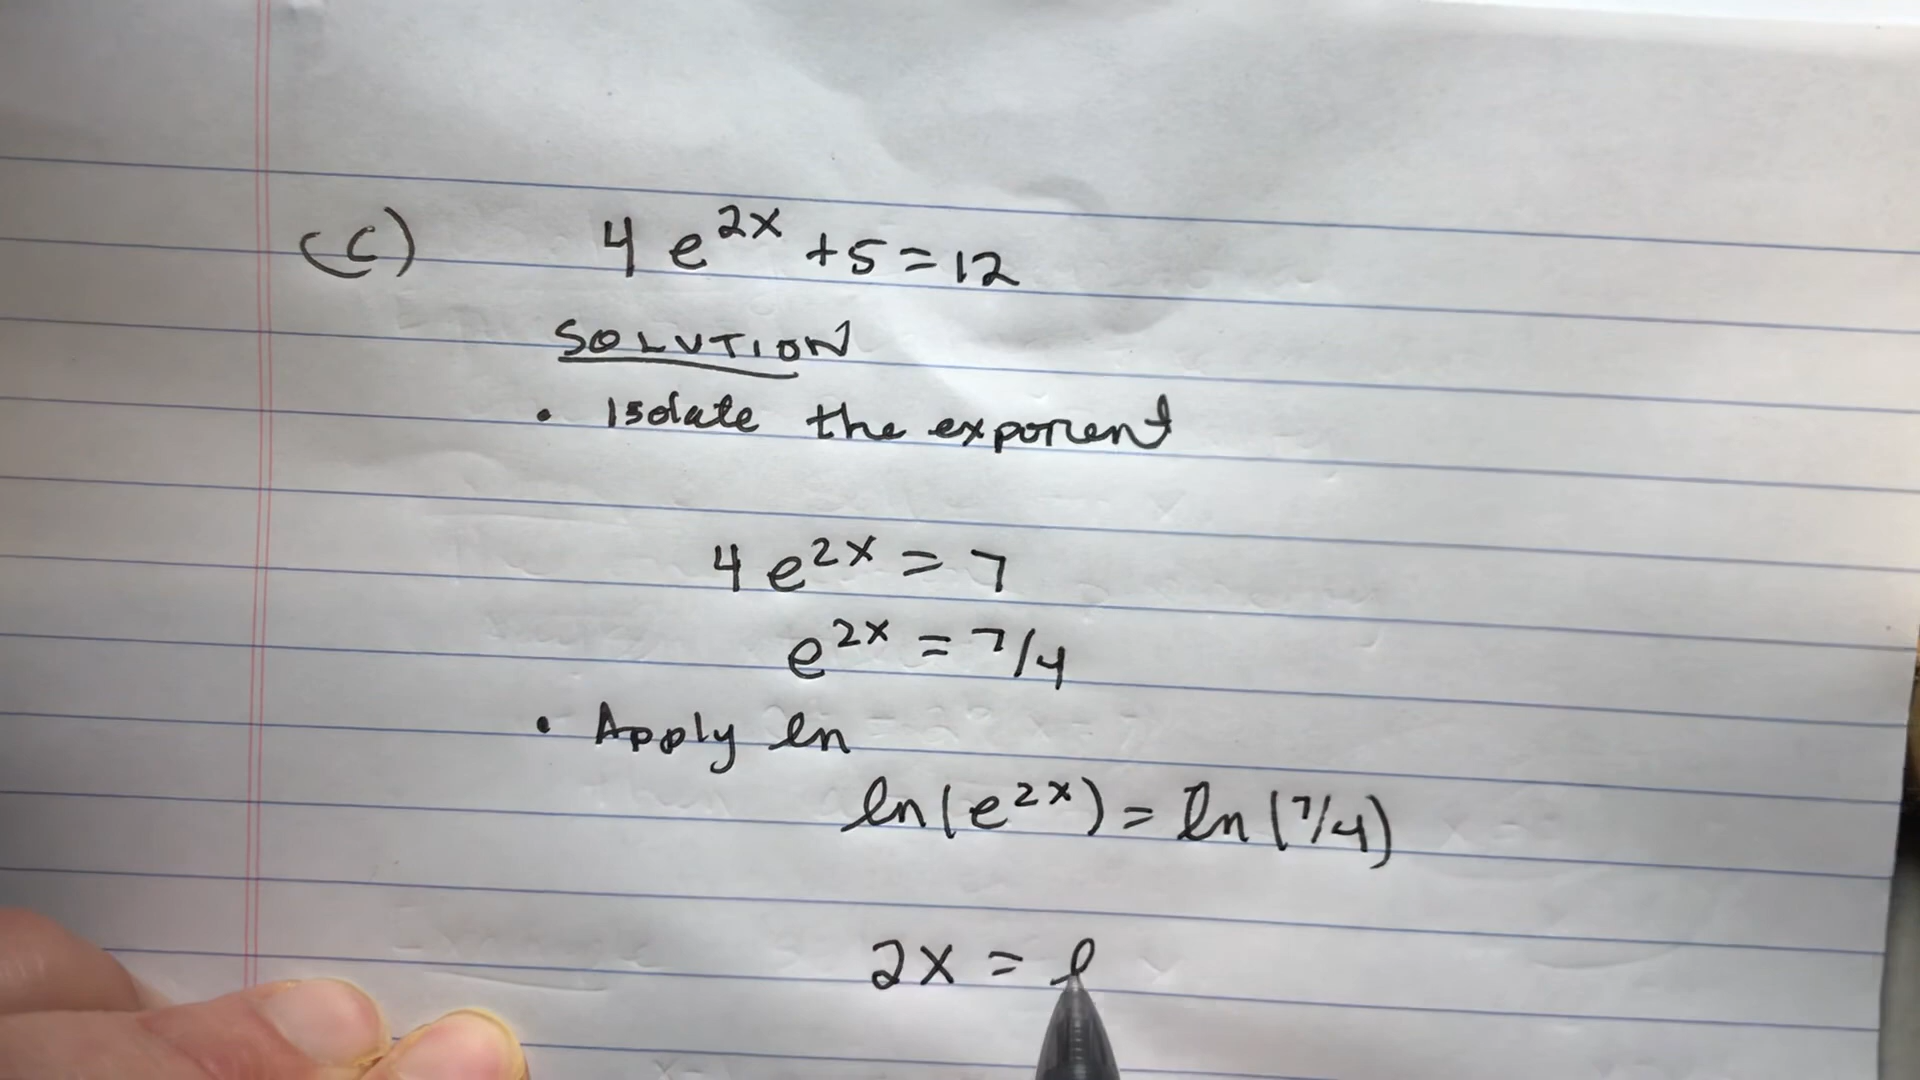 (C) 4e^{2x} + 5 = 12
SOLUTION
• Isolate the exponent
4e^{2x} = 7
e^{2x} = 7/4
• Apply ln
ln(e^{2x}) = ln(7/4)
2x = l